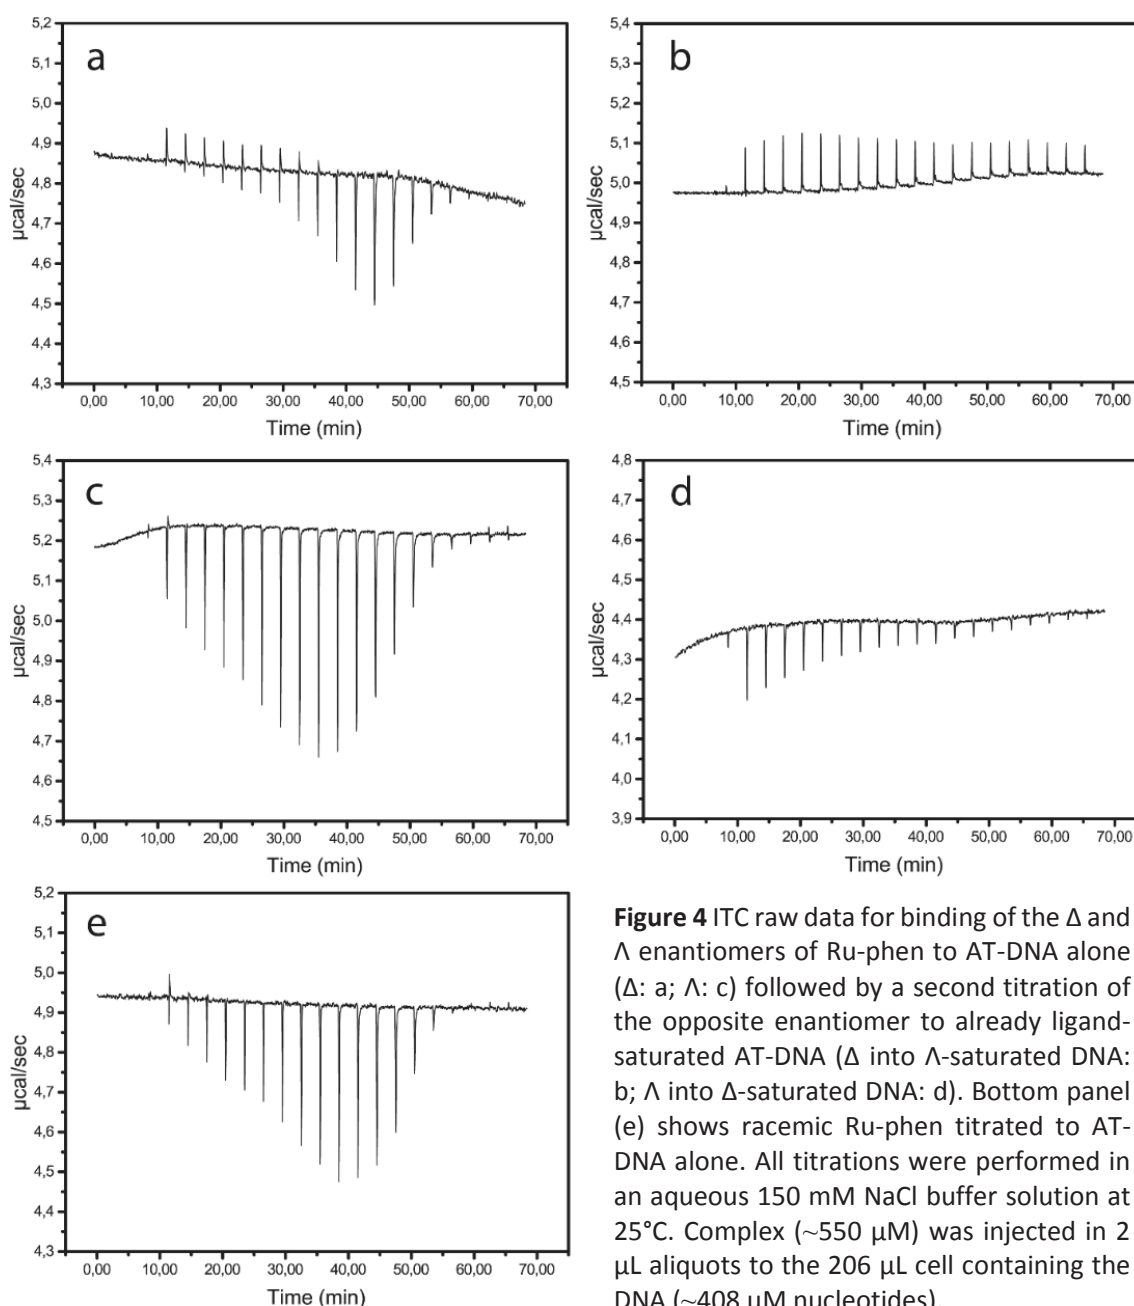 a
5,2
5,1
5,0
4,9
4,8
4,7
4,6
4,5
4,4
4,3
µcal/sec
0,00 10,00 20,00 30,00 40,00 50,00 60,00 70,00
Time (min)
b
5,4
5,3
5,2
5,1
5,0
4,9
4,8
4,7
4,6
4,5
µcal/sec
0,00 10,00 20,00 30,00 40,00 50,00 60,00 70,00
Time (min)
c
5,4
5,3
5,2
5,1
5,0
4,9
4,8
4,7
4,6
4,5
µcal/sec
0,00 10,00 20,00 30,00 40,00 50,00 60,00 70,00
Time (min)
d
4,8
4,7
4,6
4,5
4,4
4,3
4,2
4,1
4,0
3,9
µcal/sec
0,00 10,00 20,00 30,00 40,00 50,00 60,00 70,00
Time (min)
e
5,2
5,1
5,0
4,9
4,8
4,7
4,6
4,5
4,4
4,3
µcal/sec
0,00 10,00 20,00 30,00 40,00 50,00 60,00 70,00
Time (min)
Figure 4 ITC raw data for binding of the Δ and
Λ enantiomers of Ru-phen to AT-DNA alone
(Δ: a; Λ: c) followed by a second titration of
the opposite enantiomer to already ligand-
saturated AT-DNA (Δ into Λ-saturated DNA:
b; Λ into Δ-saturated DNA: d). Bottom panel
(e) shows racemic Ru-phen titrated to AT-
DNA alone. All titrations were performed in
an aqueous 150 mM NaCl buffer solution at
25°C. Complex (~550 µM) was injected in 2
µL aliquots to the 206 µL cell containing the
DNA (~408 µM nucleotides).